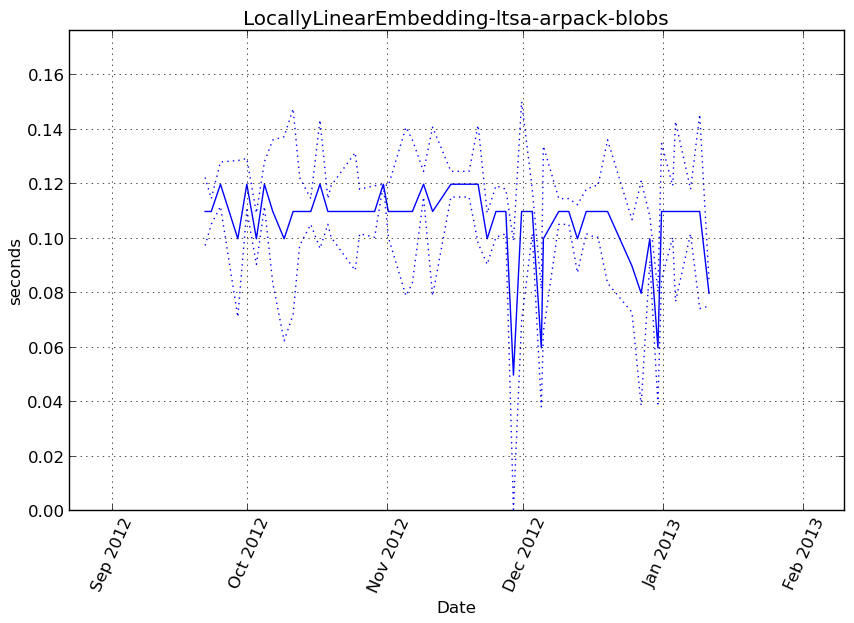 LocallyLinearEmbedding-ltsa-arpack-blobs
0.16
0.14
0.12
0.10
0.08
0.06
0.04
0.02
0.00
seconds
Sep 2012
Oct 2012
Nov 2012
Dec 2012
Jan 2013
Feb 2013
Date